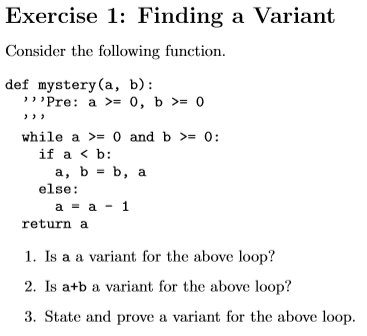 Exercise 1: Finding a Variant
Consider the following function.
def mystery(a, b):
'''Pre: a >= 0, b >= 0
'''
while a >= 0 and b >= 0:
if a < b:
a, b = b, a
else:
a = a - 1
return a
1. Is a a variant for the above loop?
2. Is a+b a variant for the above loop?
3. State and prove a variant for the above loop.